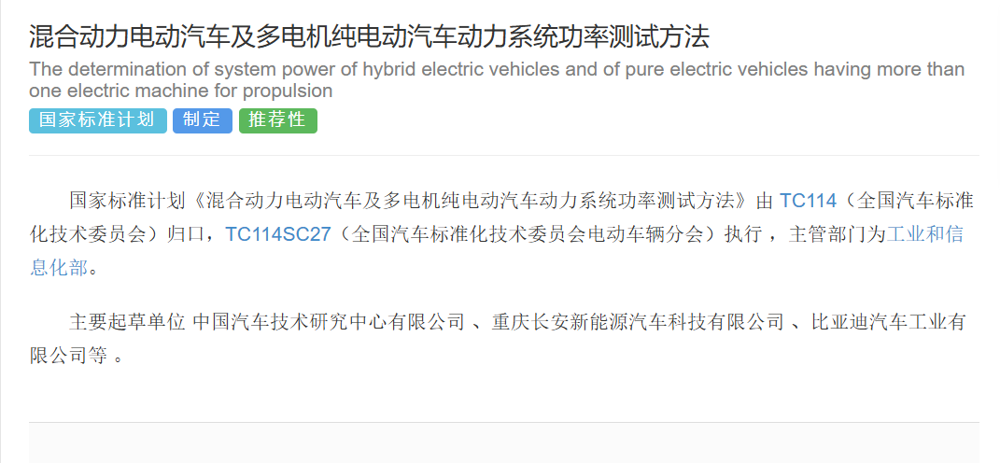 混合动力电动汽车及多电机纯电动汽车动力系统功率测试方法
The determination of system power of hybrid electric vehicles and of pure electric vehicles having more than
one electric machine for propulsion
国家标准计划 制定 推荐性
国家标准计划《混合动力电动汽车及多电机纯电动汽车动力系统功率测试方法》由 TC114（全国汽车标准
化技术委员会）归口，TC114SC27（全国汽车标准化技术委员会电动车辆分会）执行 ，主管部门为工业和信
息化部。
主要起草单位 中国汽车技术研究中心有限公司 、重庆长安新能源汽车科技有限公司 、比亚迪汽车工业有
限公司等 。